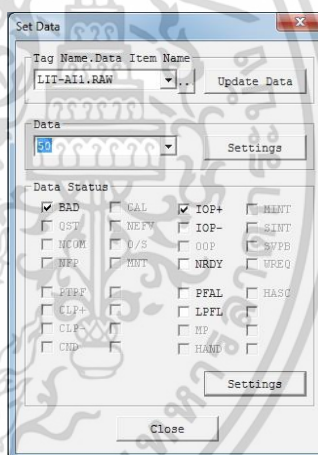 Set Data
Tag Name.Data Item Name
LIT-AI1.RAW .. Update Data
Data
50 Settings
Data Status
BAD CAL IOP+ MINT
QST NEFV IOP- SINT
NCOM O/S OOP SVPB
NFP MNT NRDY VREQ
PTPF PFAL HASC
CLP+ LPFL
CLP- MP
CND HAND
Settings
Close